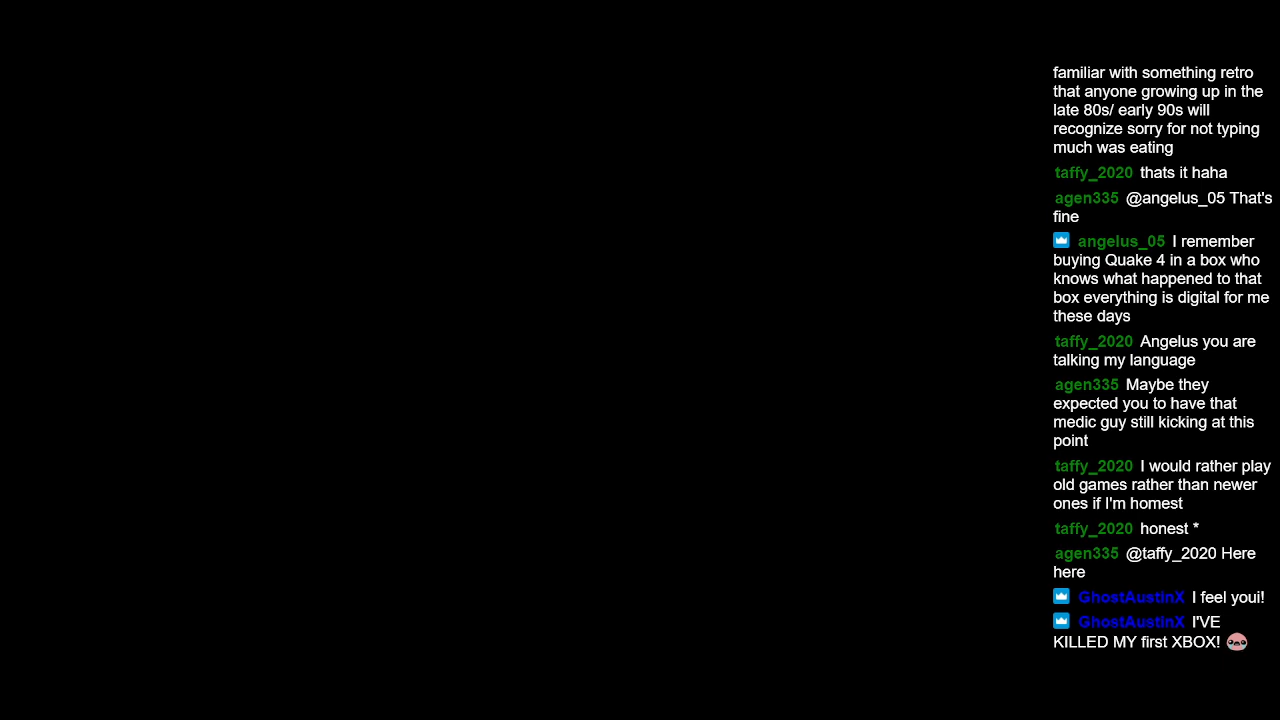 familiar with something retro
that anyone growing up in the
late 80s/ early 90s will
recognize sorry for not typing
much was eating
taffy_2020 thats it haha
agen335 @angelus_05 That's
fine
angelus_05 I remember
buying Quake 4 in a box who
knows what happened to that
box everything is digital for me
these days
taffy_2020 Angelus you are
talking my language
agen335 Maybe they
expected you to have that
medic guy still kicking at this
point
taffy_2020 I would rather play
old games rather than newer
ones if I'm homest
taffy_2020 honest *
agen335 @taffy_2020 Here
here
GhostAustinX I feel youi!
GhostAustinX I'VE
KILLED MY first XBOX!